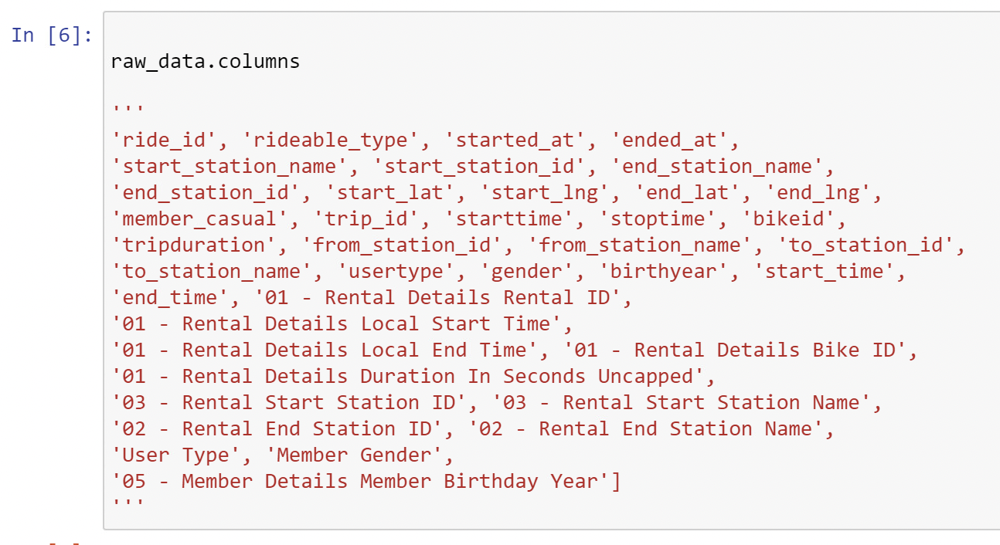 In [6]:
raw_data.columns
'''
'ride_id', 'rideable_type', 'started_at', 'ended_at',
'start_station_name', 'start_station_id', 'end_station_name',
'end_station_id', 'start_lat', 'start_lng', 'end_lat', 'end_lng',
'member_casual', 'trip_id', 'starttime', 'stoptime', 'bikeid',
'tripduration', 'from_station_id', 'from_station_name', 'to_station_id',
'to_station_name', 'usertype', 'gender', 'birthyear', 'start_time',
'end_time', '01 - Rental Details Rental ID',
'01 - Rental Details Local Start Time',
'01 - Rental Details Local End Time', '01 - Rental Details Bike ID',
'01 - Rental Details Duration In Seconds Uncapped',
'03 - Rental Start Station ID', '03 - Rental Start Station Name',
'02 - Rental End Station ID', '02 - Rental End Station Name',
'User Type', 'Member Gender',
'05 - Member Details Member Birthday Year']
'''